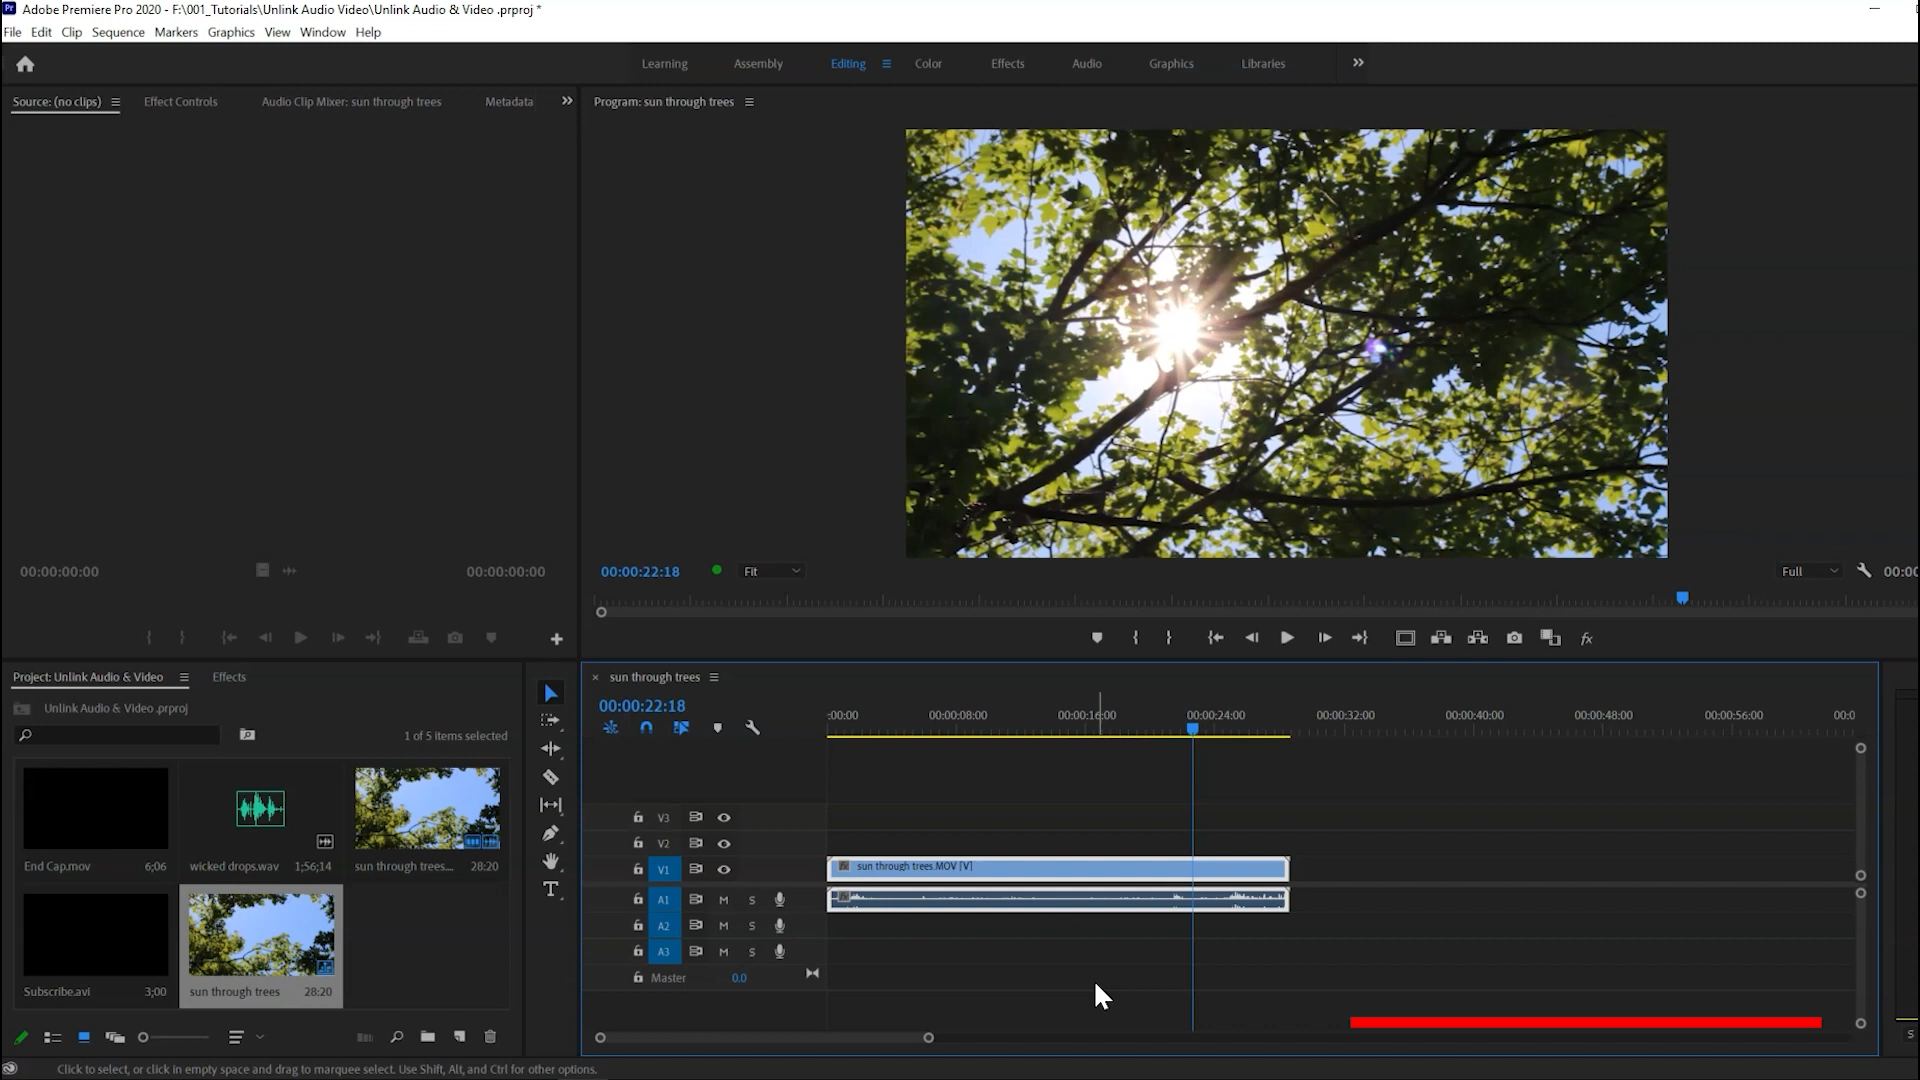 Adobe Premiere Pro 2020 - F:\001_Tutorials\Unlink Audio Video\Unlink Audio & Video .prproj *
File Edit Clip Sequence Markers Graphics View Window Help
Learning Assembly Editing Color Effects Audio Graphics Libraries
Source: (no clips) Effect Controls Audio Clip Mixer: sun through trees Metadata
Program: sun through trees
00:00:00:00 00:00:00:00
00:00:22:18 Fit Full 00:00
Project: Unlink Audio & Video Effects
Unlink Audio & Video .prproj
1 of 5 items selected
End Cap.mov 6;06
wicked drops.wav 1;56;14
sun through trees.... 28:20
Subscribe.avi 3;00
sun through trees 28:20
sun through trees
00:00:22:18
:00:00 00:00:08:00 00:00:16:00 00:00:24:00 00:00:32:00 00:00:40:00 00:00:48:00 00:00:56:00 00:0
V3
V2
V1 sun through trees.MOV [V]
A1 M S
A2 M S
A3 M S
Master 0.0
S
Click to select, or click in empty space and drag to marquee select. Use Shift, Alt, and Ctrl for other options.